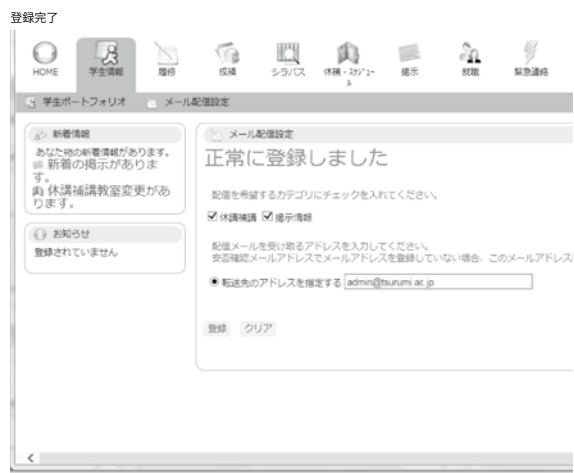 登録完了
HOME
学生情報
履修
成績
シラバス
休補・スケジュール
掲示
就職
緊急連絡
学生ポートフォリオ
メール配信設定
新着情報
あなた宛の新着情報があります。
新着の掲示がありま
す。
休講補講教室変更があ
ります。
お知らせ
登録されていません
メール配信設定
正常に登録しました
配信を希望するカテゴリにチェックを入れてください。
休講補講 掲示情報
配信メールを受け取るアドレスを入力してください。
安否確認メールアドレスでメールアドレスを登録していない場合、このメールアドレス
転送先のアドレスを指定する admin@tsurumi.ac.jp
登録 クリア